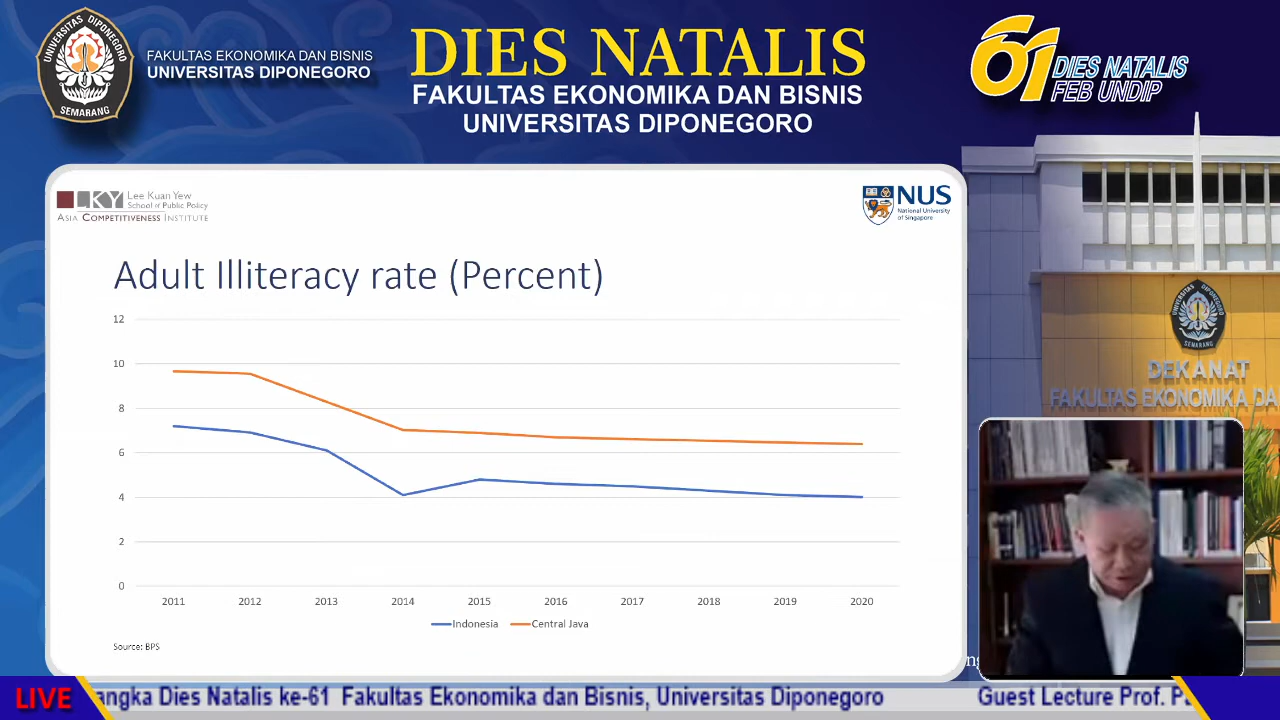 UNIVERSITAS DIPONEGORO
SEMARANG
FAKULTAS EKONOMIKA DAN BISNIS
UNIVERSITAS DIPONEGORO
DIES NATALIS
FAKULTAS EKONOMIKA DAN BISNIS
UNIVERSITAS DIPONEGORO
61 DIES NATALIS
FEB UNDIP
LKY Lee Kuan Yew
School of Public Policy
ASIA COMPETITIVENESS INSTITUTE
NUS
National University
of Singapore
Adult Illiteracy rate (Percent)
12
10
8
6
4
2
0
2011 2012 2013 2014 2015 2016 2017 2018 2019 2020
Indonesia Central Java
Source: BPS
DEKANAT
FAKULTAS EKONOMIKA DA
ng
LIVE
angka Dies Natalis ke-61 Fakultas Ekonomika dan Bisnis, Universitas Diponegoro Guest Lecture Prof.